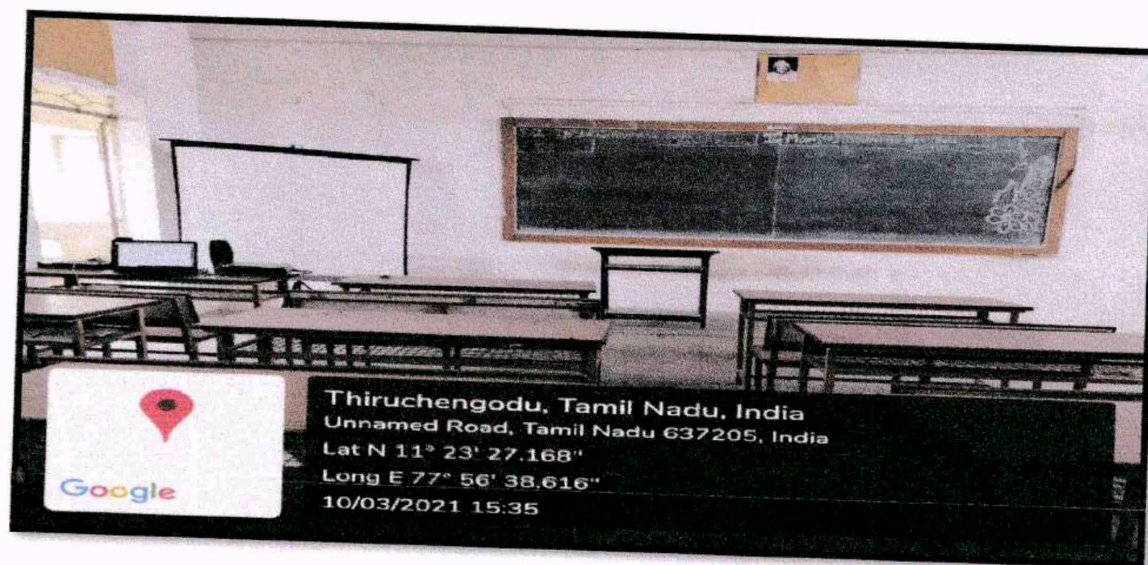 Thiruchengodu, Tamil Nadu, India
Unnamed Road, Tamil Nadu 637205, India
Lat N 11° 23' 27.168"
Long E 77° 56' 38.616"
10/03/2021 15:35
Google